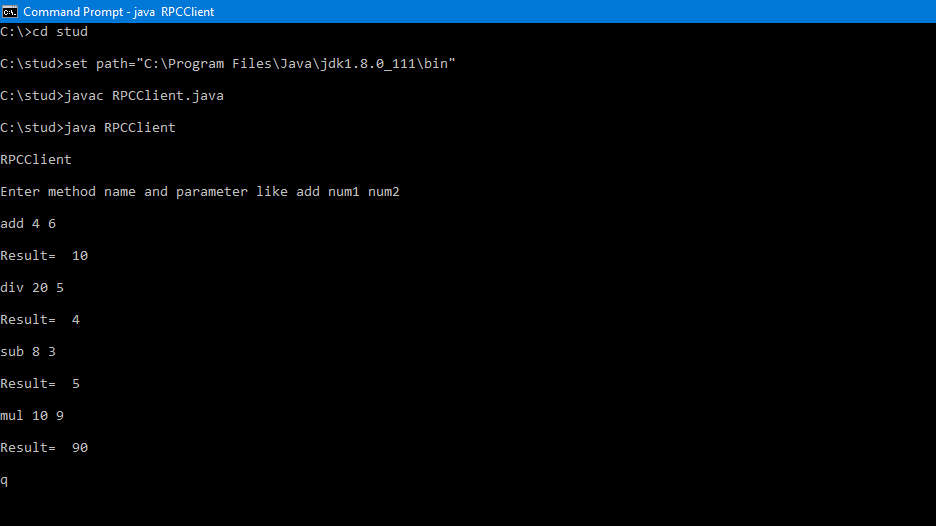 Command Prompt - java  RPCClient
C:\>cd stud
C:\stud>set path="C:\Program Files\Java\jdk1.8.0_111\bin"
C:\stud>javac RPCClient.java
C:\stud>java RPCClient
RPCClient
Enter method name and parameter like add num1 num2
add 4 6
Result=  10
div 20 5
Result=  4
sub 8 3
Result=  5
mul 10 9
Result=  90
q